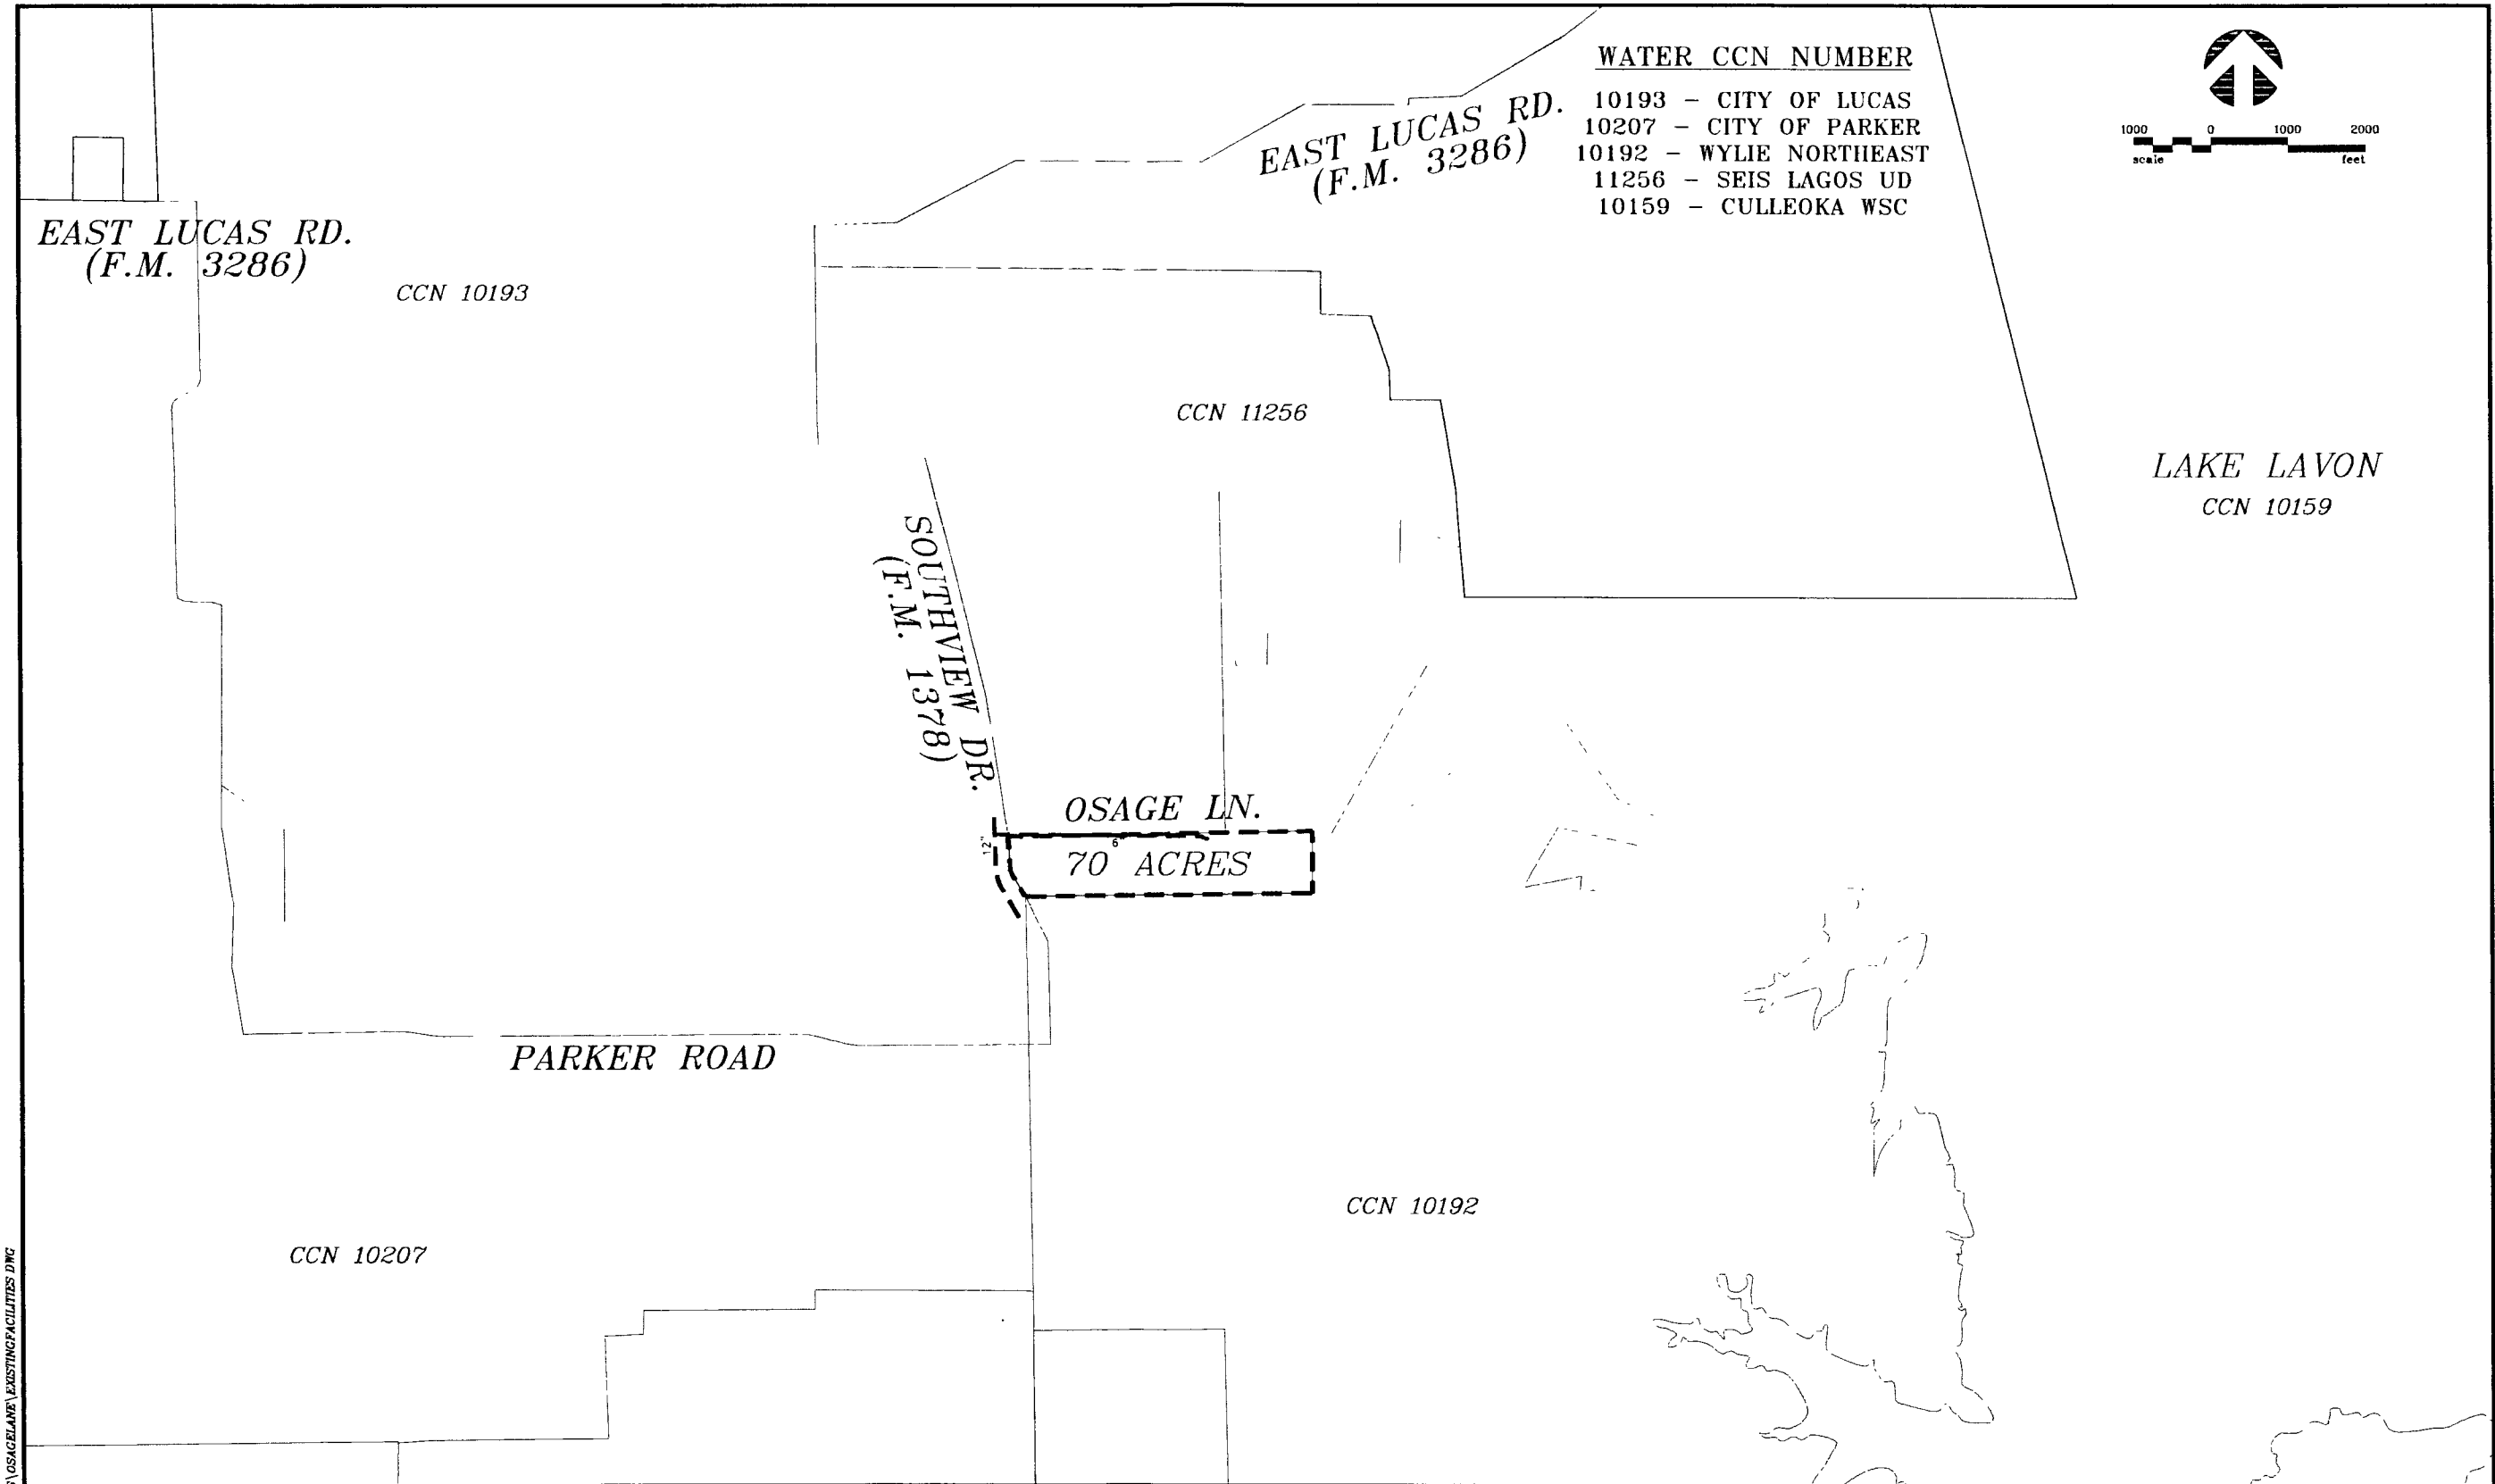 WATER CCN NUMBER
10193 - CITY OF LUCAS
10207 - CITY OF PARKER
10192 - WYLIE NORTHEAST
11256 - SEIS LAGOS UD
10159 - CULLEOKA WSC
1000 0 1000 2000
scale feet
EAST LUCAS RD.
(F.M. 3286)
EAST LUCAS RD.
(F.M. 3286)
CCN 10193
CCN 11256
LAKE LAVON
CCN 10159
SOUTHVIEW DR.
(F.M. 1378)
OSAGE LN.
12"
6"
70 ACRES
PARKER ROAD
CCN 10192
CCN 10207
\OSAGELANE\EXISTINGFACILITIES DWG